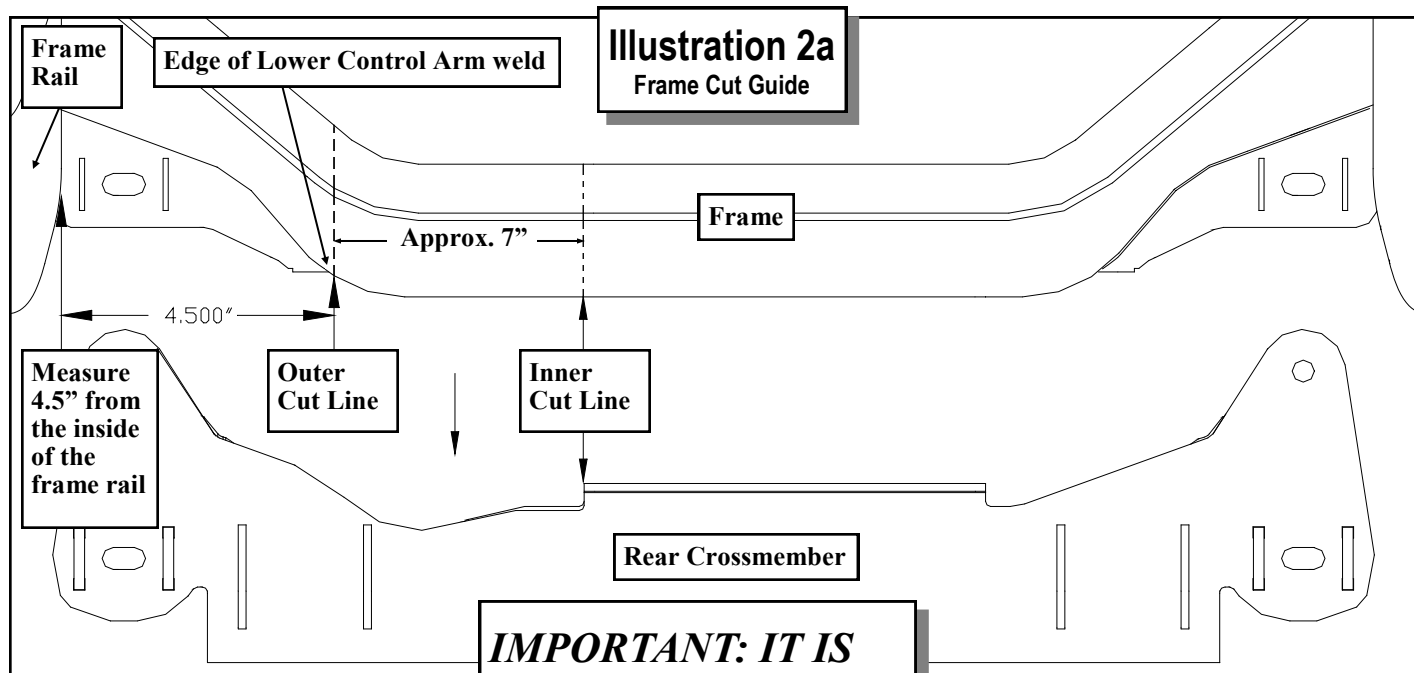 Illustration 2a
Frame Cut Guide
Frame
Rail
Edge of Lower Control Arm weld
Frame
Approx. 7”
4.500"
Measure
4.5” from
the inside
of the
frame rail
Outer
Cut Line
Inner
Cut Line
Rear Crossmember
IMPORTANT: IT IS